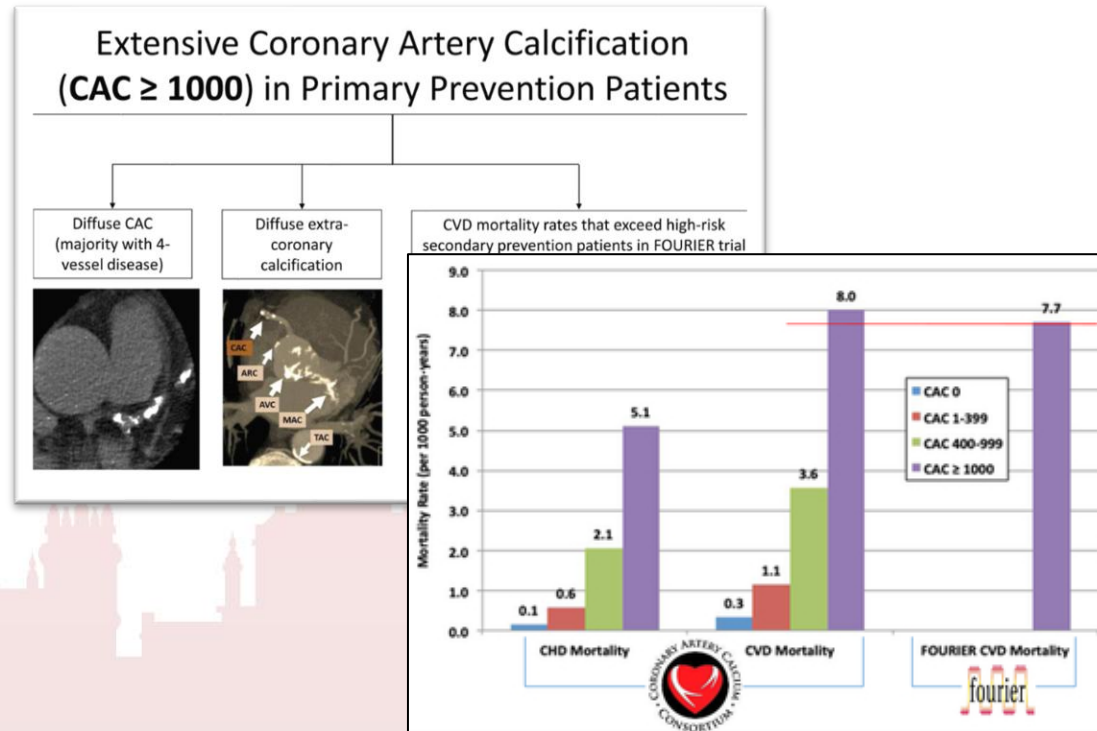 Extensive Coronary Artery Calcification
(CAC ≥ 1000) in Primary Prevention Patients
Diffuse CAC
(majority with 4-
vessel disease)
Diffuse extra-
coronary
calcification
CVD mortality rates that exceed high-risk
secondary prevention patients in FOURIER trial
CAC
ARC
AVC
MAC
TAC
Mortality Rate (per 1000 person-years)
9.0
8.0
7.0
6.0
5.0
4.0
3.0
2.0
1.0
0.0
0.1
0.6
2.1
5.1
0.3
1.1
3.6
8.0
7.7
CAC 0
CAC 1-399
CAC 400-999
CAC ≥ 1000
CHD Mortality
CVD Mortality
FOURIER CVD Mortality
CORONARY ARTERY CALCIUM
CONSORTIUM
fourier